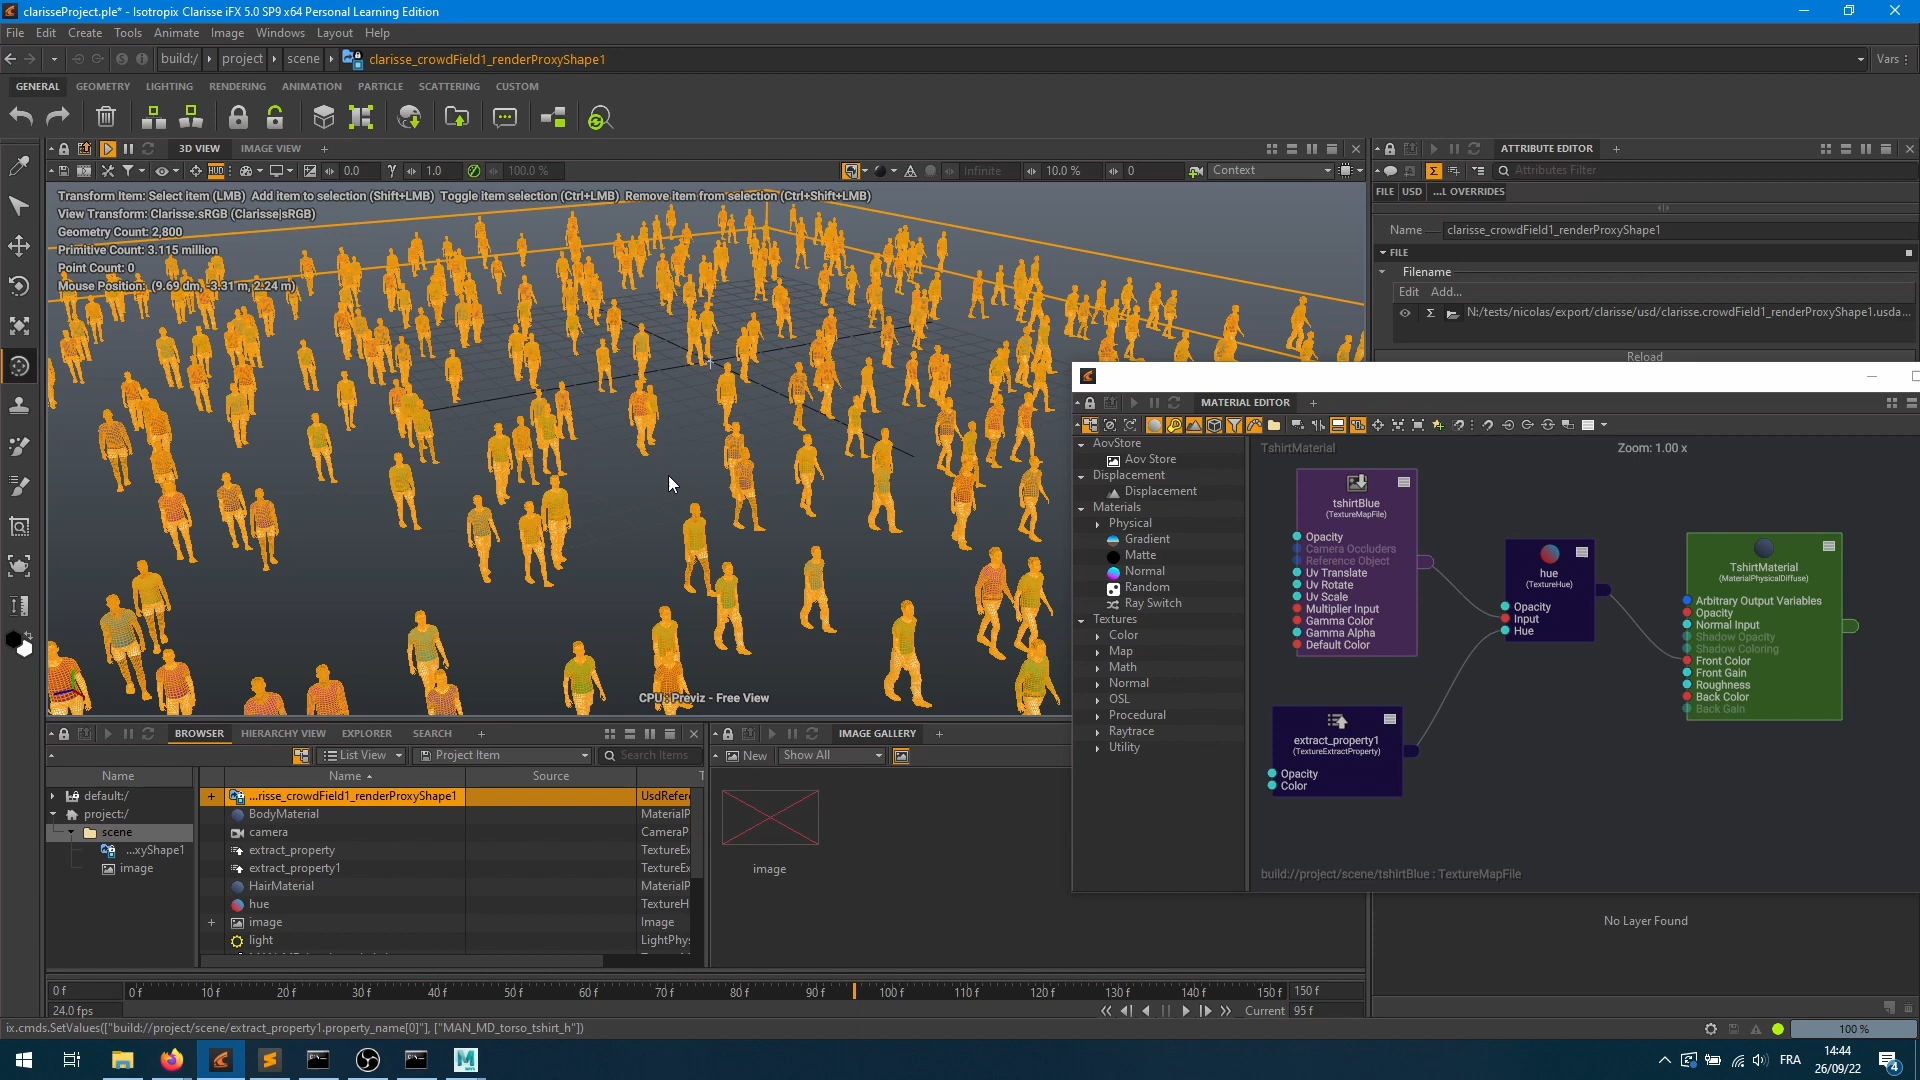 clarisseProject.ple* - Isotropix Clarisse iFX 5.0 SP9 x64 Personal Learning Edition
File Edit Create Tools Animate Image Windows Layout Help
build:/ project scene clarisse_crowdField1_renderProxyShape1 Vars
GENERAL GEOMETRY LIGHTING RENDERING ANIMATION PARTICLE SCATTERING CUSTOM
3D VIEW IMAGE VIEW +
HUD 0.0 γ 1.0 100.0 % Infinite 10.0 % 0 Context
Transform Item: Select item (LMB) Add item to selection (Shift+LMB) Toggle item selection (Ctrl+LMB) Remove item from selection (Ctrl+Shift+LMB)
View Transform: Clarisse.sRGB (Clarisse|sRGB)
Geometry Count: 2,800
Primitive Count: 3.115 million
Point Count: 0
Mouse Position: (9.69 dm, -3.31 m, 2.24 m)
CPU: Previz - Free View
ATTRIBUTE EDITOR +
Attributes Filter
FILE USD ...L OVERRIDES
Name clarisse_crowdField1_renderProxyShape1
FILE
Filename
Edit Add...
N:/tests/nicolas/export/clarisse/usd/clarisse.crowdField1_renderProxyShape1.usda...
Reload
MATERIAL EDITOR +
AovStore
Aov Store
Displacement
Displacement
Materials
Physical
Gradient
Matte
Normal
Random
Ray Switch
Textures
Color
Map
Math
Normal
OSL
Procedural
Raytrace
Utility
TshirtMaterial
Zoom: 1.00 x
tshirtBlue
(TextureMapFile)
Opacity
Camera Occluders
Reference Object
Uv Translate
Uv Rotate
Uv Scale
Multiplier Input
Gamma Color
Gamma Alpha
Default Color
extract_property1
(TextureExtractProperty)
Opacity
Color
hue
(TextureHue)
Opacity
Input
Hue
TshirtMaterial
(MaterialPhysicalDiffuse)
Arbitrary Output Variables
Opacity
Normal Input
Shadow Opacity
Shadow Coloring
Front Color
Front Gain
Roughness
Back Color
Back Gain
build://project/scene/tshirtBlue : TextureMapFile
No Layer Found
BROWSER HIERARCHY VIEW EXPLORER SEARCH +
List View Project Item Search Items
Name
default:/
project:/
scene
...xyShape1
image
Name Source T
+ ...risse_crowdField1_renderProxyShape1 UsdRefere
BodyMaterial MaterialP
camera CameraP
extract_property TextureEx
extract_property1 TextureEx
HairMaterial MaterialP
hue TextureH
+ image Image
light LightPhys
IMAGE GALLERY +
New Show All
image
0 f 0 f 10 f 20 f 30 f 40 f 50 f 60 f 70 f 80 f 90 f 100 f 110 f 120 f 130 f 140 f 150 f 150 f
24.0 fps Current 95 f
ix.cmds.SetValues(["build://project/scene/extract_property1.property_name[0]"], ["MAN_MD_torso_tshirt_h"])
100 %
FRA
14:44
26/09/22
4